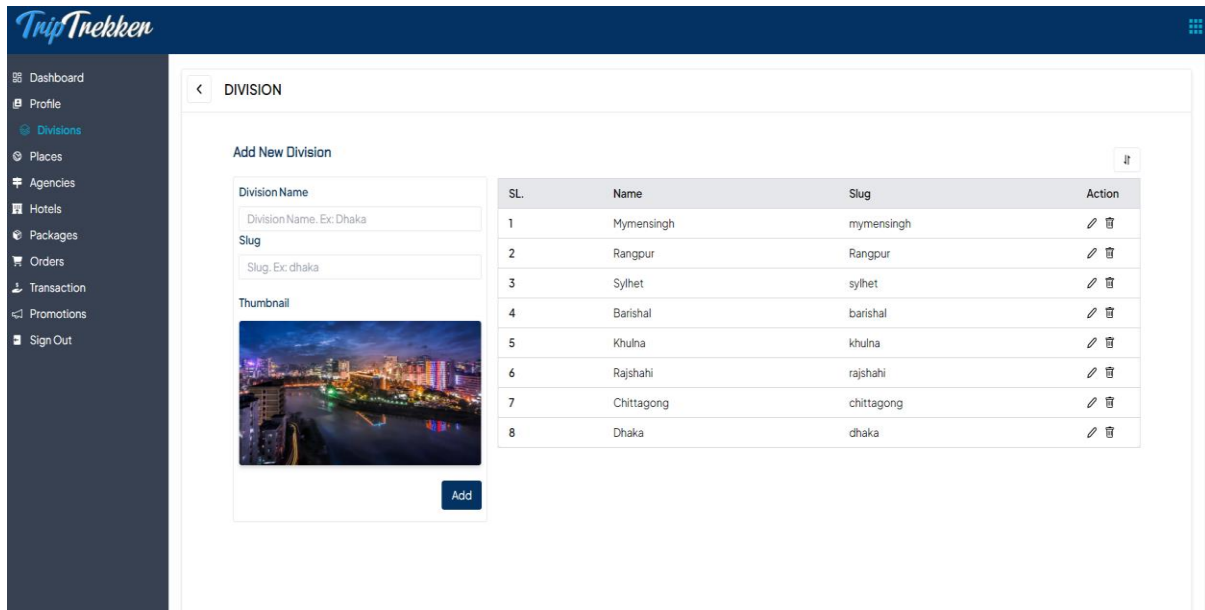 TripTrekker
Dashboard
Profile
Divisions
Places
Agencies
Hotels
Packages
Orders
Transaction
Promotions
Sign Out
DIVISION
Add New Division
Division Name
Division Name. Ex: Dhaka
Slug
Slug. Ex: dhaka
Thumbnail
Add
SL. Name Slug Action
1 Mymensingh mymensingh
2 Rangpur Rangpur
3 Sylhet sylhet
4 Barishal barishal
5 Khulna khulna
6 Rajshahi rajshahi
7 Chittagong chittagong
8 Dhaka dhaka